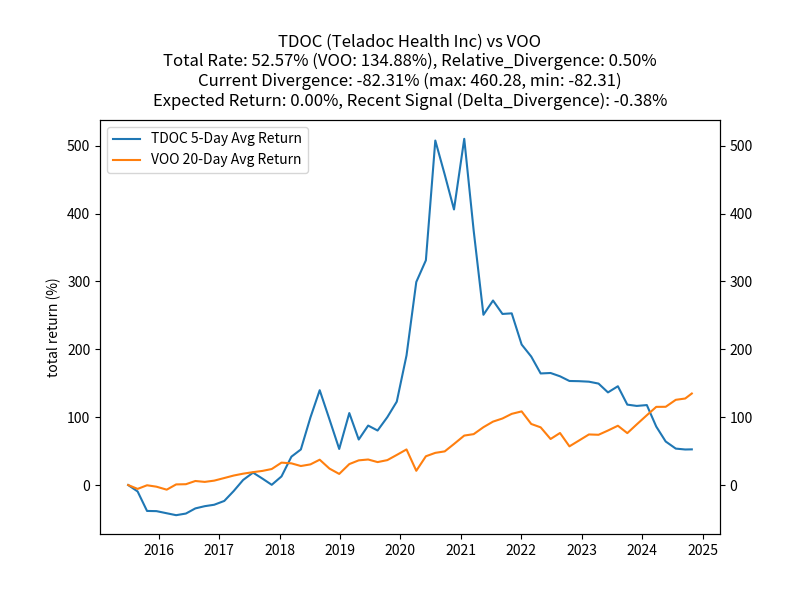 TDOC (Teladoc Health Inc) vs VOO
Total Rate: 52.57% (VOO: 134.88%), Relative_Divergence: 0.50%
Current Divergence: -82.31% (max: 460.28, min: -82.31)
Expected Return: 0.00%, Recent Signal (Delta_Divergence): -0.38%
TDOC 5-Day Avg Return
VOO 20-Day Avg Return
total return (%)
500 500
400 400
300 300
200 200
100 100
0 0
2016 2017 2018 2019 2020 2021 2022 2023 2024 2025